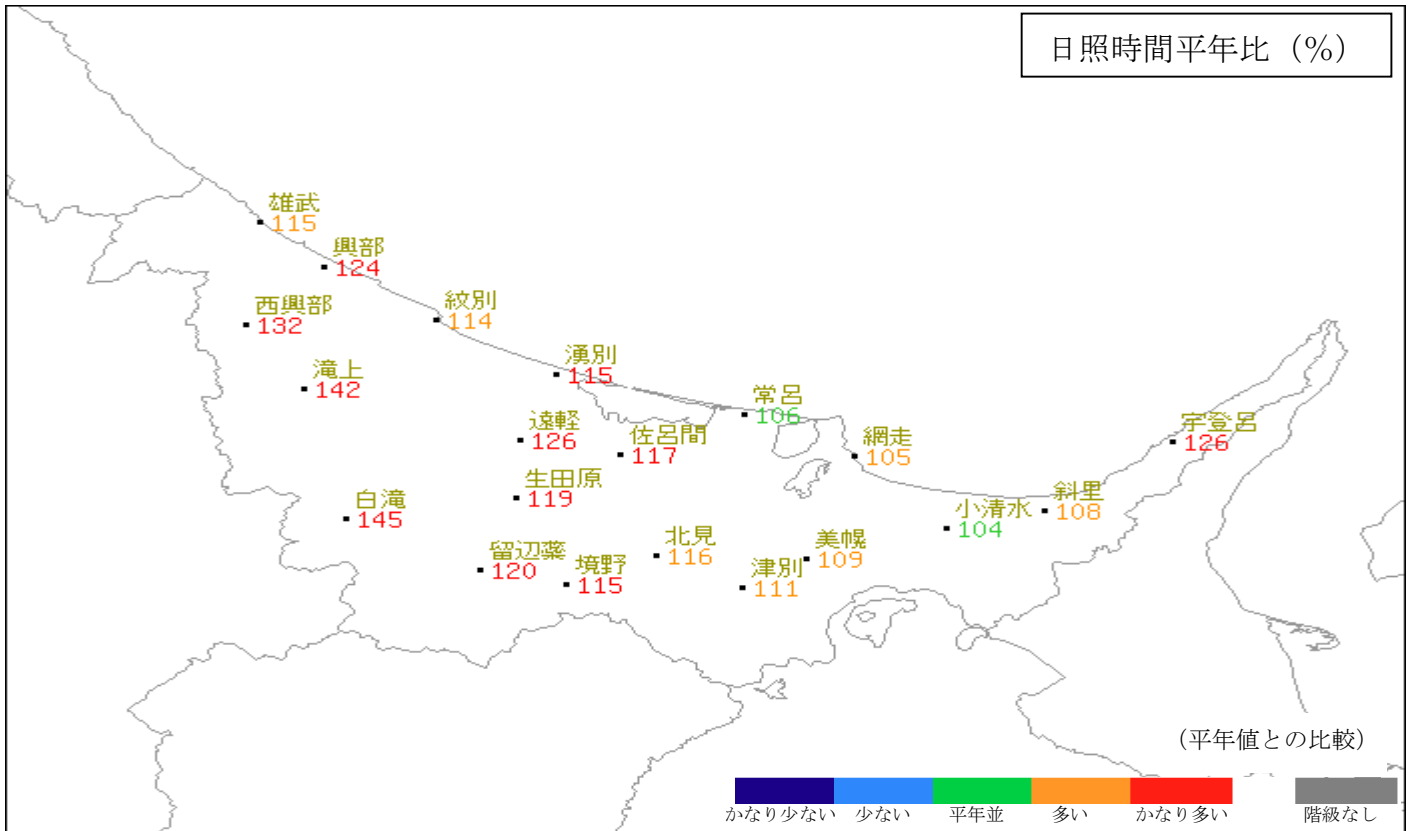 日照時間平年比（％）
雄武
115
興部
124
西興部
132
紋別
114
滝上
142
湧別
115
常呂
106
遠軽
126
佐呂間
117
網走
105
宇登呂
126
生田原
119
白滝
145
斜里
108
小清水
104
北見
116
美幌
109
留辺蘂
120
境野
115
津別
111
（平年値との比較）
かなり少ない 少ない 平年並 多い かなり多い 階級なし